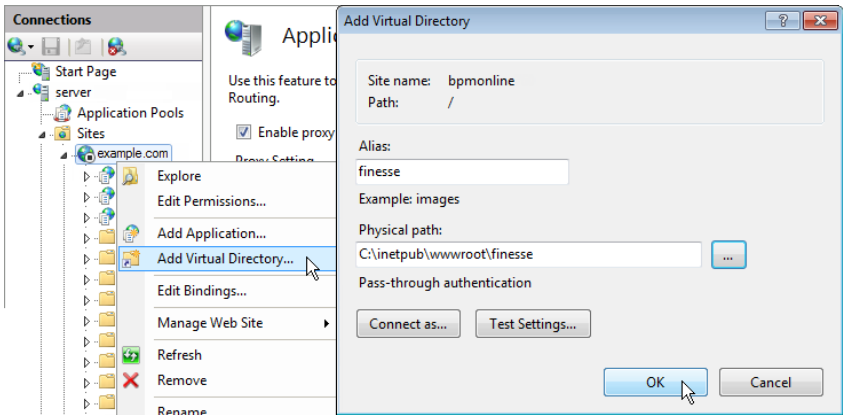 Connections
Start Page
server
Application Pools
Sites
example.com
Explore
Edit Permissions...
Add Application...
Add Virtual Directory...
Edit Bindings...
Manage Web Site
Refresh
Remove
Rename
Use this feature to
Routing.
Enable proxy
Proxy Setting
Add Virtual Directory
Site name: bpmonline
Path: /
Alias:
finesse
Example: images
Physical path:
C:\inetpub\wwwroot\finesse
...
Pass-through authentication
Connect as...
Test Settings...
OK
Cancel